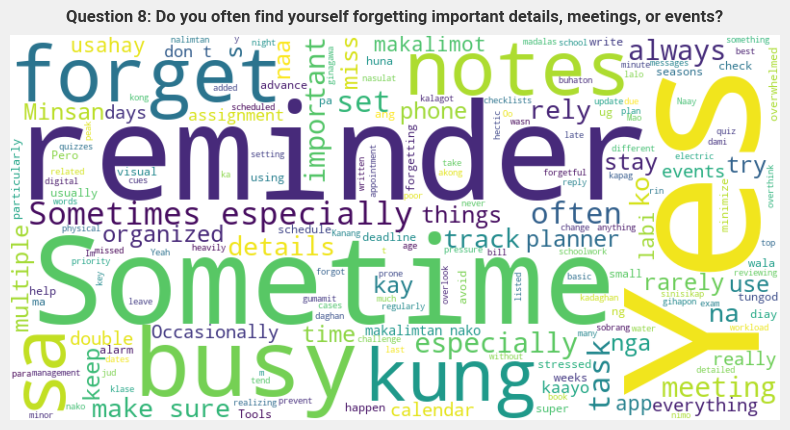 Question 8: Do you often find yourself forgetting important details, meetings, or events?
forget
reminder
notes
Sometime
Yes
busy
kung
sa
usahay
don t
s
nalimtan
y
night
naa
advance
added
kong
scheduled
Minsan
days
assignment
important
ginagawa
miss
makalimot
huna
nasulat
set
pa
kalagot
phone
ang
checklists
madalas
school
write
something
always
best
messages
minute
lalo
seasons
check
buhaton
rely
ug
update
due
plan
Naay
overwhelmed
hectic
Oo
wasn
late
dami
quiz
different
stay
try
electric
events
forgetful
reply
kapag
rin
overthink
Pero
quizzes
related
digital
peak
visual
cues
setting
using
ka
written
appointment
forgetting
take
akong
poor
never
particularly
usually
words
physical
Sometimes especially
things
often
ko
labi
minimize
organized
schedule
Kanang
deadline
track
planner
change
anything
top
multiple
Im
missed
Yeah
heavily
details
age
t
bill
pressure
schoolwork
wala
reviewing
priority
key
forgot
prone
overlook
basic
small
rarely
use
help
ma
leave
gumamit
cases
daghan
much
regularly
kay
avoid
listed
kadaghan
sinisikap
gihapon
exam
na
tungod
diay
Occasionally
time
makalimtan nako
especially
many
ng
sobrang
water
workload
double
alarm
challenge
last
without
nga
really
detailed
para
management
dates
keep
jud
tend
m
stressed
weeks
kaayo
task
meeting
minor
nako
klase
make sure
realizing
Tools
prevent
happen
calendar
book
super
app
everything
nimo